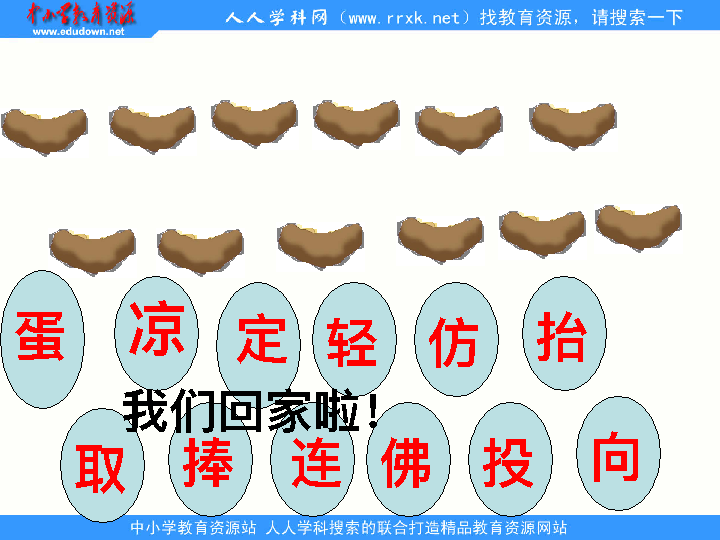 中小学教育资源
www.edudown.net
人人学科网（www.rrxk.net）找教育资源，请搜索一下
蛋 凉 定 轻 仿 抬
我们回家啦！
取 捧 连 佛 投 向
中小学教育资源站 人人学科搜索的联合打造精品教育资源网站